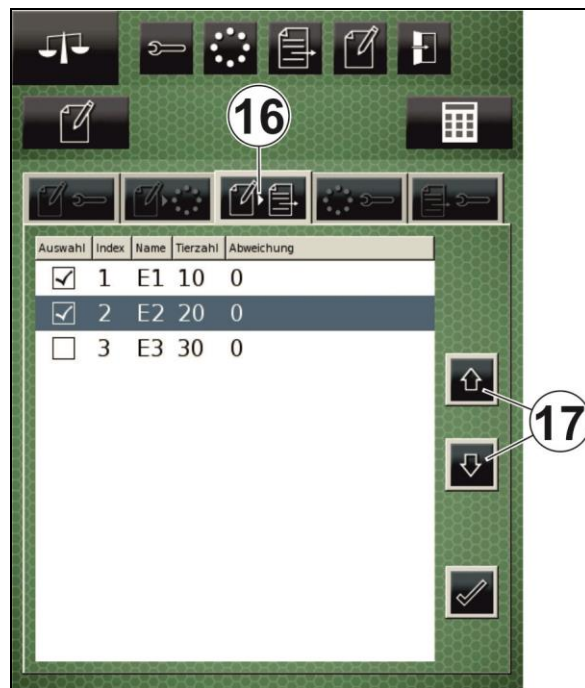 16
Auswahl Index Name Tierzahl Abweichung
1 E1 10 0
2 E2 20 0
3 E3 30 0
17